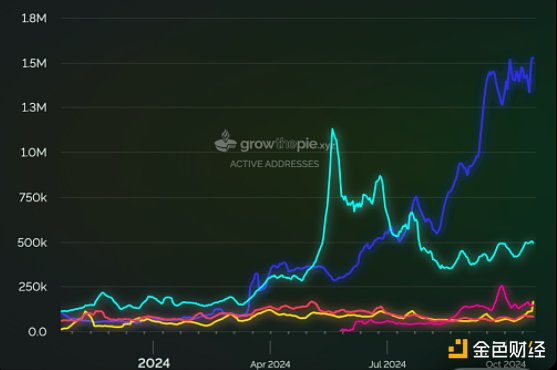 1.8M
1.5M
1.3M
1.0M
750k
500k
250k
0.0
growthepie.xyz
ACTIVE ADDRESSES
2024
Apr 2024
Jul 2024
Oct 2024
金色财经